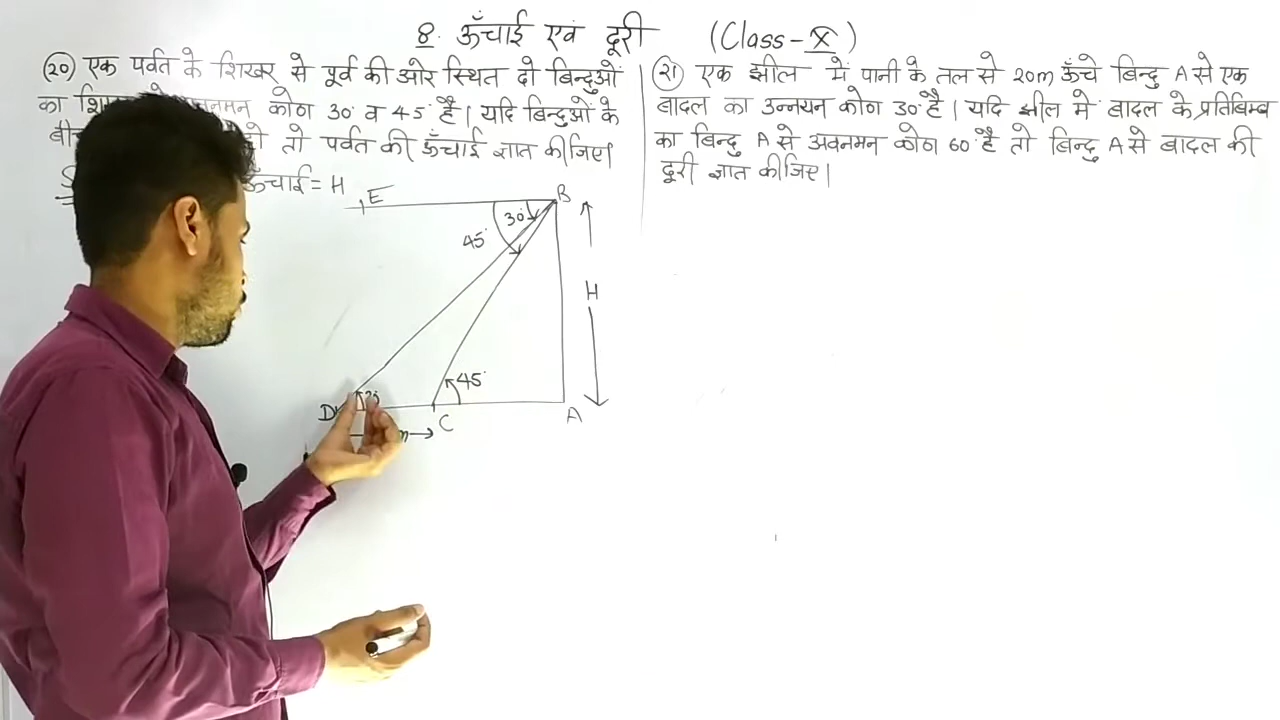 8. ऊँचाई एवं दूरी (Class-X)
(20) एक पर्वत के शिखर से पूर्व की ओर स्थित दो बिन्दुओं
का कोण 30° व 45° है। यदि बिन्दुओं के
तो पर्वत की ऊँचाई ज्ञात कीजिए।
ऊँचाई = H
(21) एक झील में पानी के तल से 20m ऊँचे बिन्दु A से एक
बादल का उन्नयन कोण 30° है। यदि झील मे बादल के प्रतिबिम्ब
का बिन्दु A से अवनमन कोण 60° है तो बिन्दु A से बादल की
दूरी ज्ञात कीजिए।
E
B
30°
45°
H
45°
D
C
A